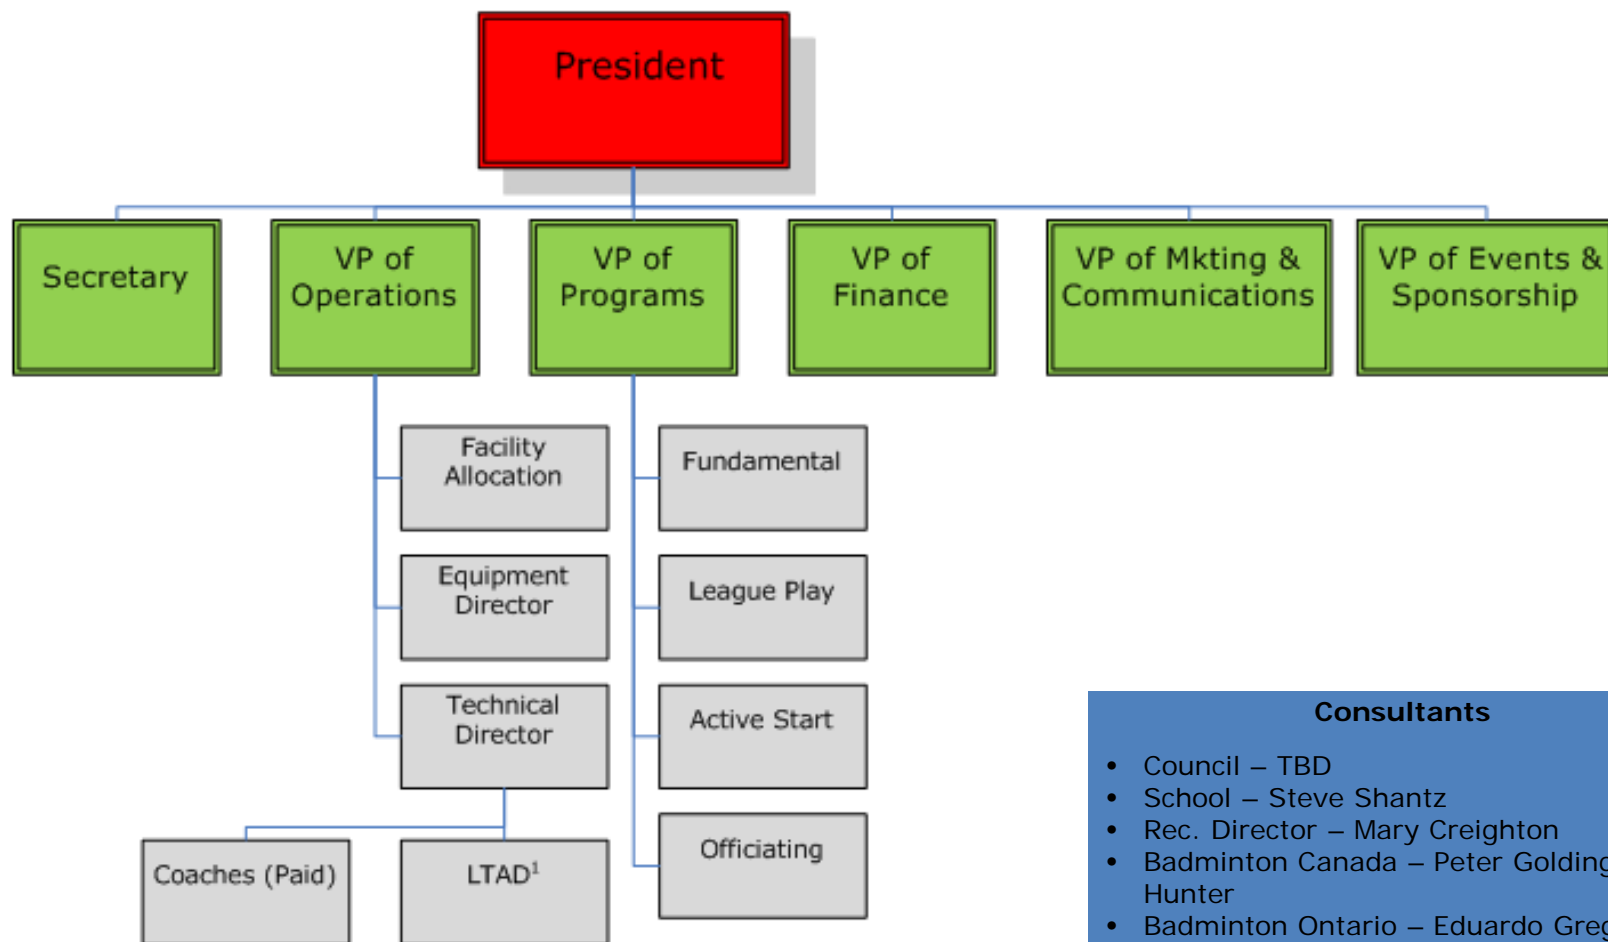 President
Secretary
VP of
Operations
VP of
Programs
VP of
Finance
VP of Mkting &
Communications
VP of Events &
Sponsorship
Facility
Allocation
Fundamental
Equipment
Director
League Play
Technical
Director
Active Start
Coaches (Paid)
LTAD¹
Officiating
Consultants
• Council – TBD
• School – Steve Shantz
• Rec. Director – Mary Creighton
• Badminton Canada – Peter Golding
Hunter
• Badminton Ontario – Eduardo